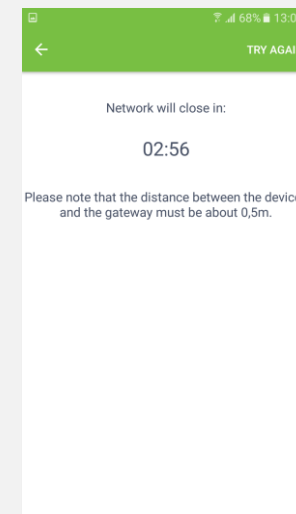 68% 13:0
TRY AGAI
Network will close in:
02:56
Please note that the distance between the device
and the gateway must be about 0,5m.